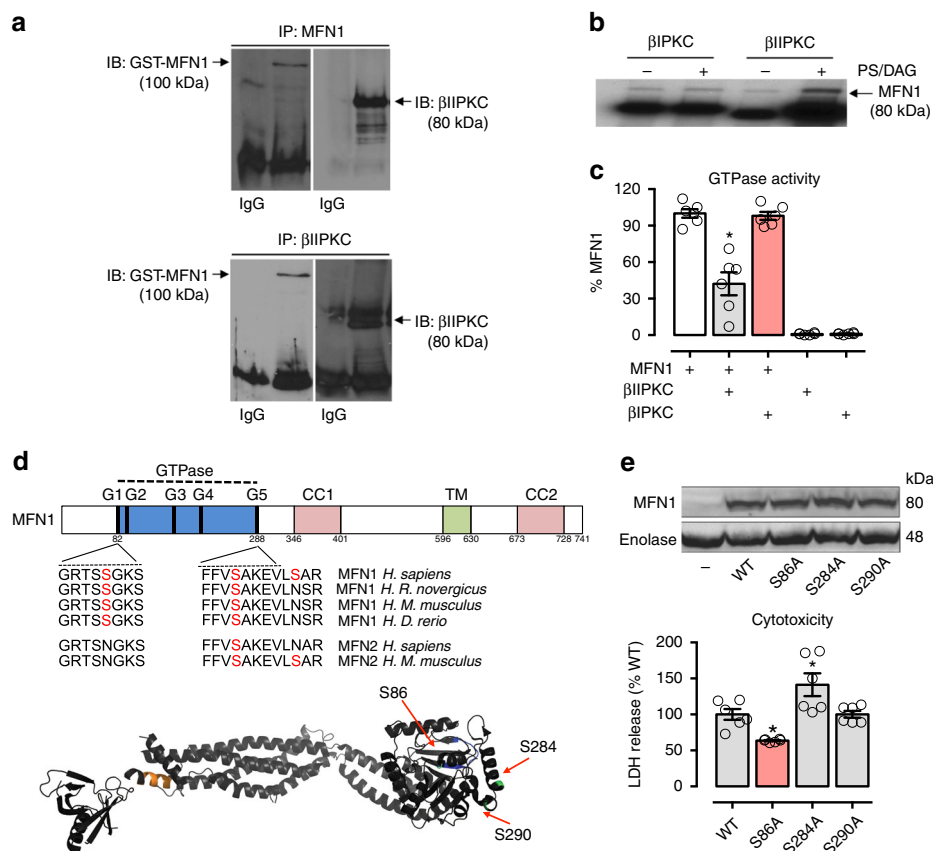 a
IP: MFN1
IB: GST-MFN1
(100 kDa)
IB: βIIPKC
(80 kDa)
IgG
IgG
IP: βIIPKC
IB: GST-MFN1
(100 kDa)
IB: βIIPKC
(80 kDa)
IgG
IgG
b
βIPKC βIIPKC
– + – + PS/DAG
MFN1
(80 kDa)
c
GTPase activity
% MFN1
120
90
60
30
0
MFN1 + + +
βIIPKC + +
βIPKC + +
*
d
GTPase
G1 G2 G3 G4 G5 CC1 TM CC2
MFN1
82 288 346 401 596 630 673 728 741
GRTSSGKS FFVSAKEVLSAR MFN1 H. sapiens
GRTSSGKS FFVSAKEVLNSR MFN1 H. R. novergicus
GRTSSGKS FFVSAKEVLNSR MFN1 H. M. musculus
GRTSSGKS FFVSAKEVLNSR MFN1 H. D. rerio
GRTSNGKS FFVSAKEVLNAR MFN2 H. sapiens
GRTSNGKS FFVSAKEVLSAR MFN2 H. M. musculus
S86
S284
S290
e
kDa
MFN1 80
Enolase 48
– WT S86A S284A S290A
Cytotoxicity
LDH release (% WT)
200
150
100
50
0
*
*
WT S86A S284A S290A